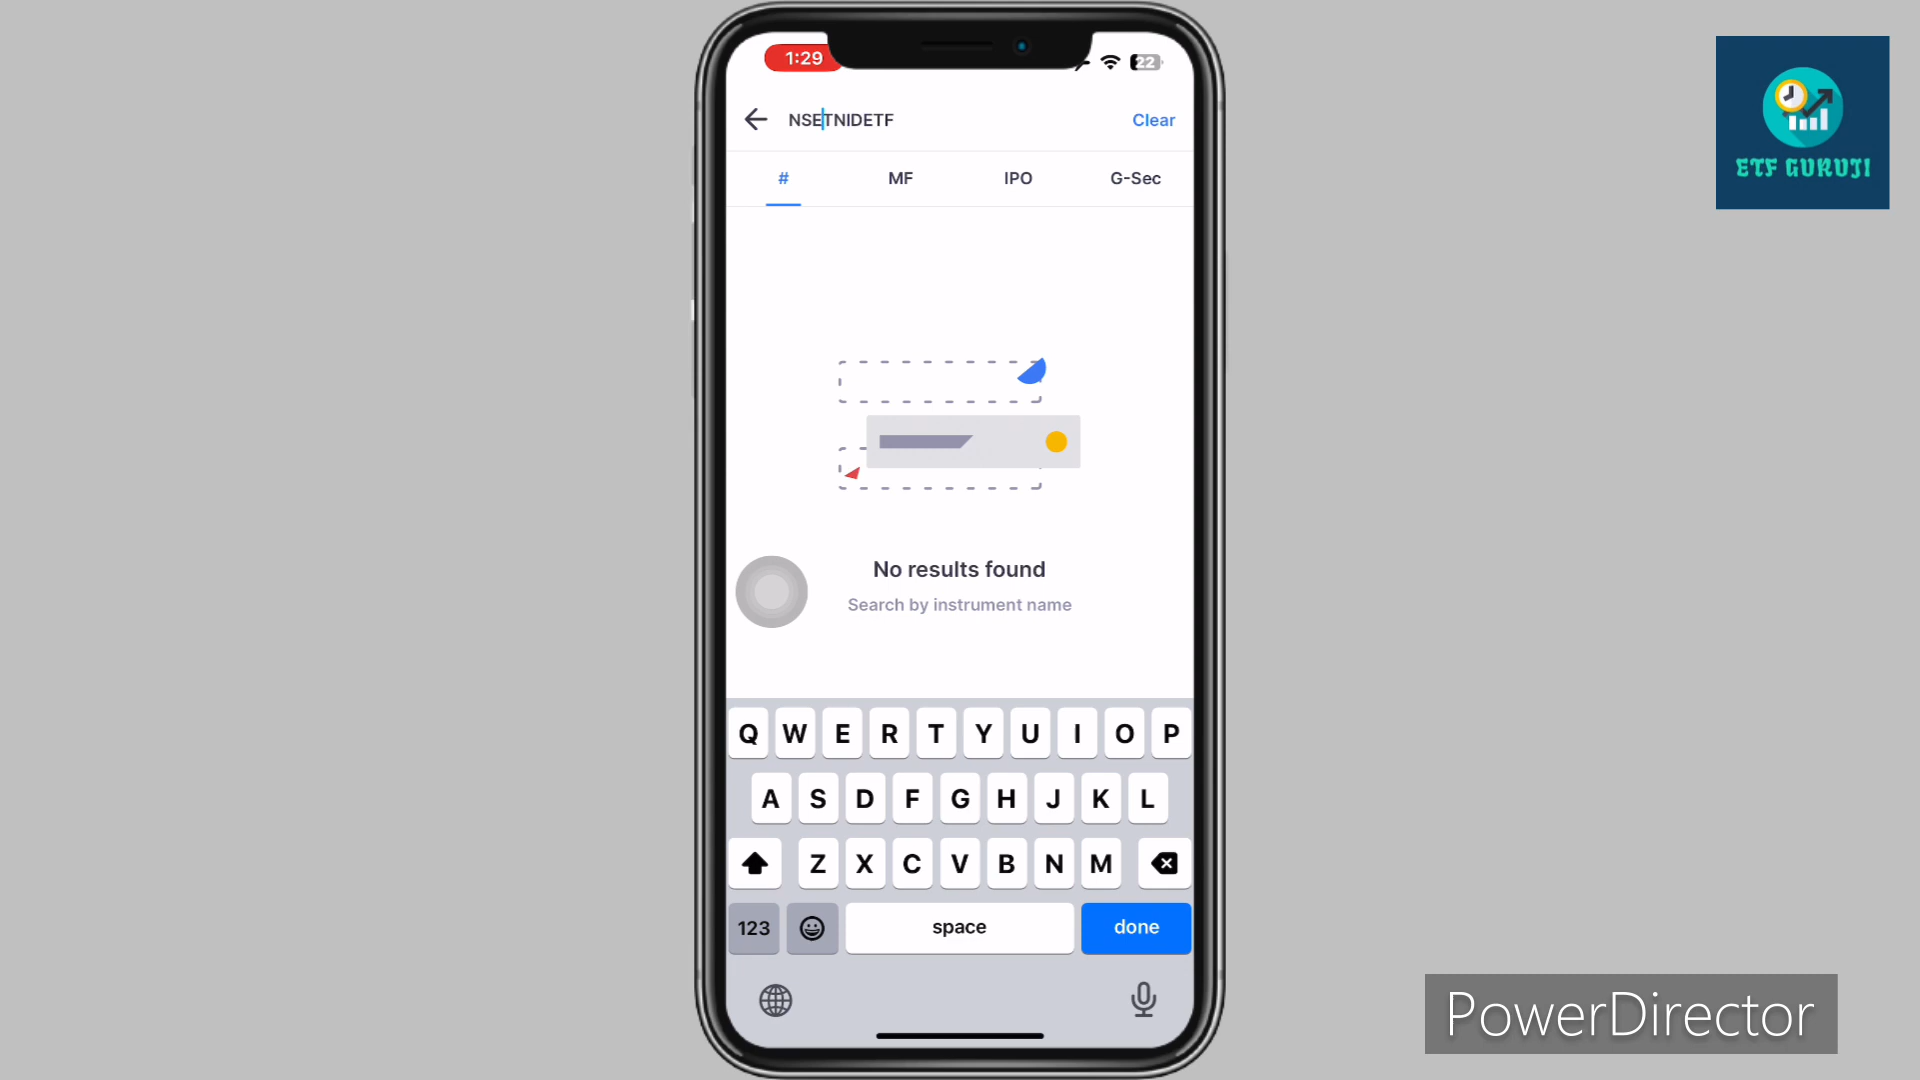 1:29
22
NSETNIDETF
Clear
# MF IPO G-Sec
No results found
Search by instrument name
Q W E R T Y U I O P
A S D F G H J K L
Z X C V B N M
123 space done
ETF GURUJI
PowerDirector